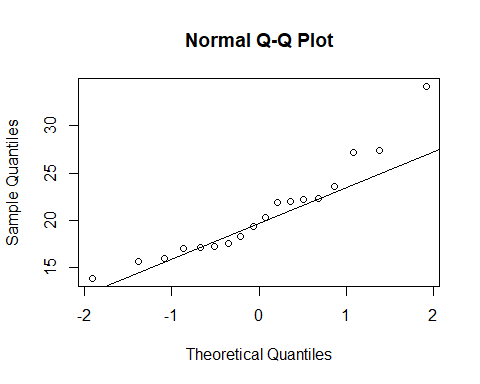 Normal Q-Q Plot
Sample Quantiles
30
25
20
15
-2 -1 0 1 2
Theoretical Quantiles